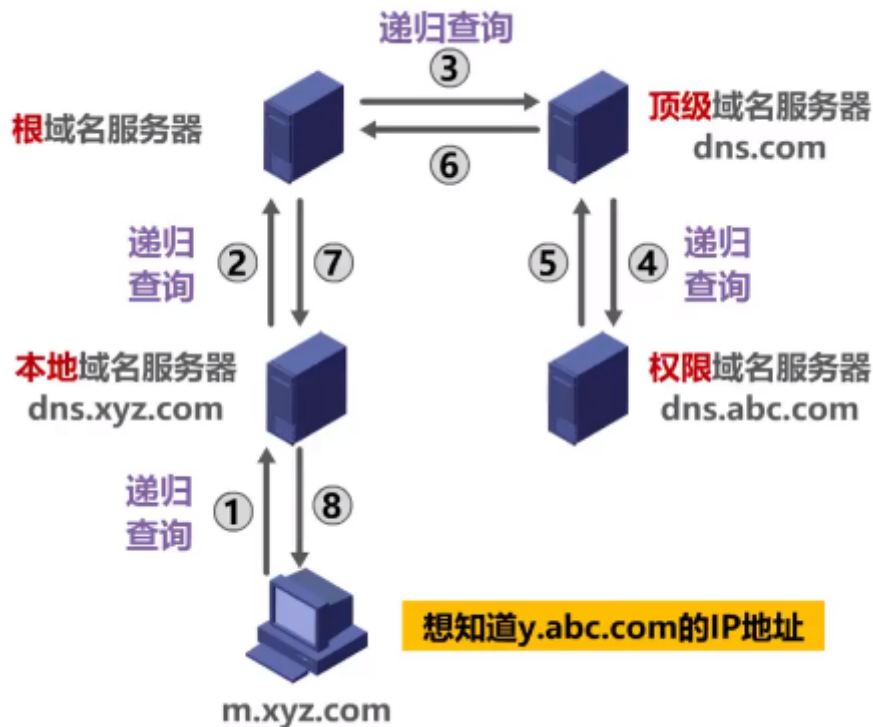 递归查询
③
根域名服务器
顶级域名服务器
dns.com
⑥
递归
查询
②
⑦
⑤
④
递归
查询
本地域名服务器
dns.xyz.com
权限域名服务器
dns.abc.com
递归
查询
①
⑧
想知道y.abc.com的IP地址
m.xyz.com